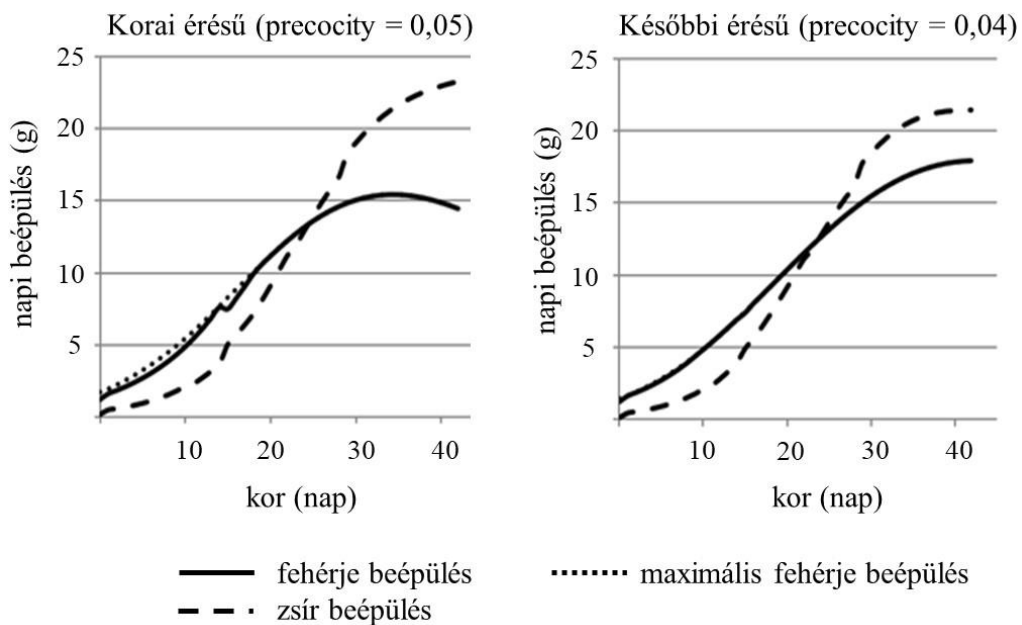 Korai érésű (precocity = 0,05)
napi beépülés (g)
25
20
15
10
5
10 20 30 40
kor (nap)
Későbbi érésű (precocity = 0,04)
napi beépülés (g)
25
20
15
10
5
10 20 30 40
kor (nap)
fehérje beépülés
maximális fehérje beépülés
zsír beépülés